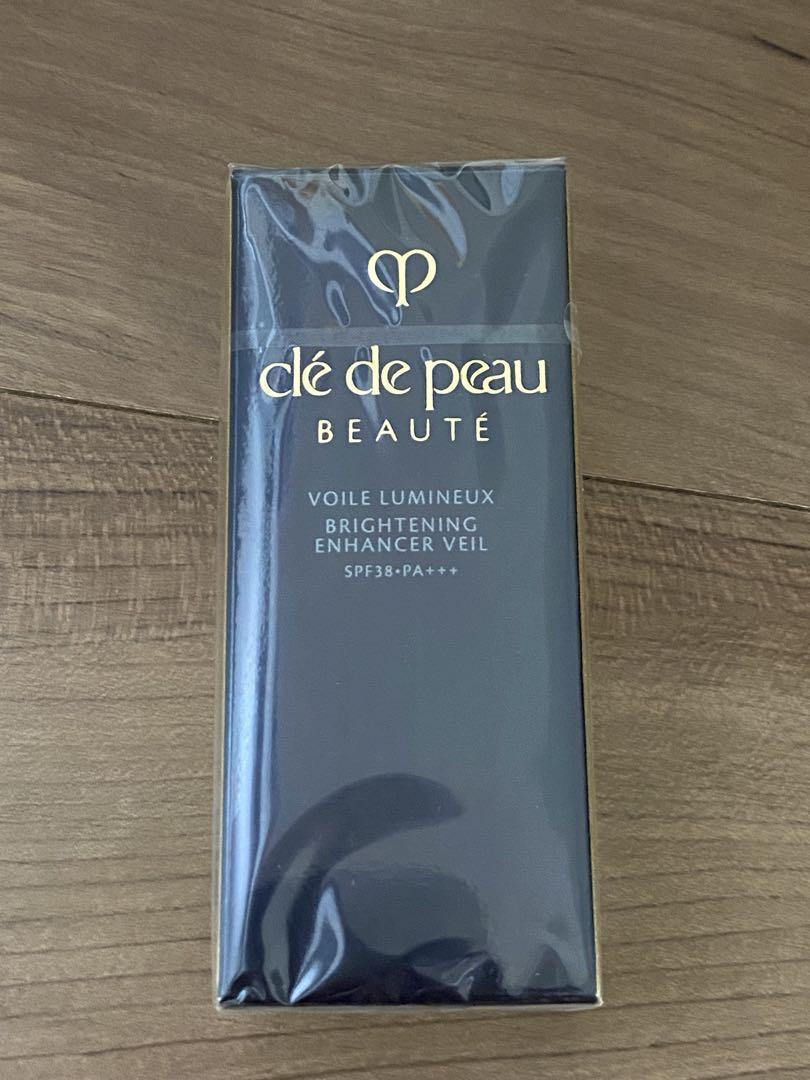 clé de peau
BEAUTÉ
VOILE LUMINEUX
BRIGHTENING
ENHANCER VEIL
SPF38•PA+++